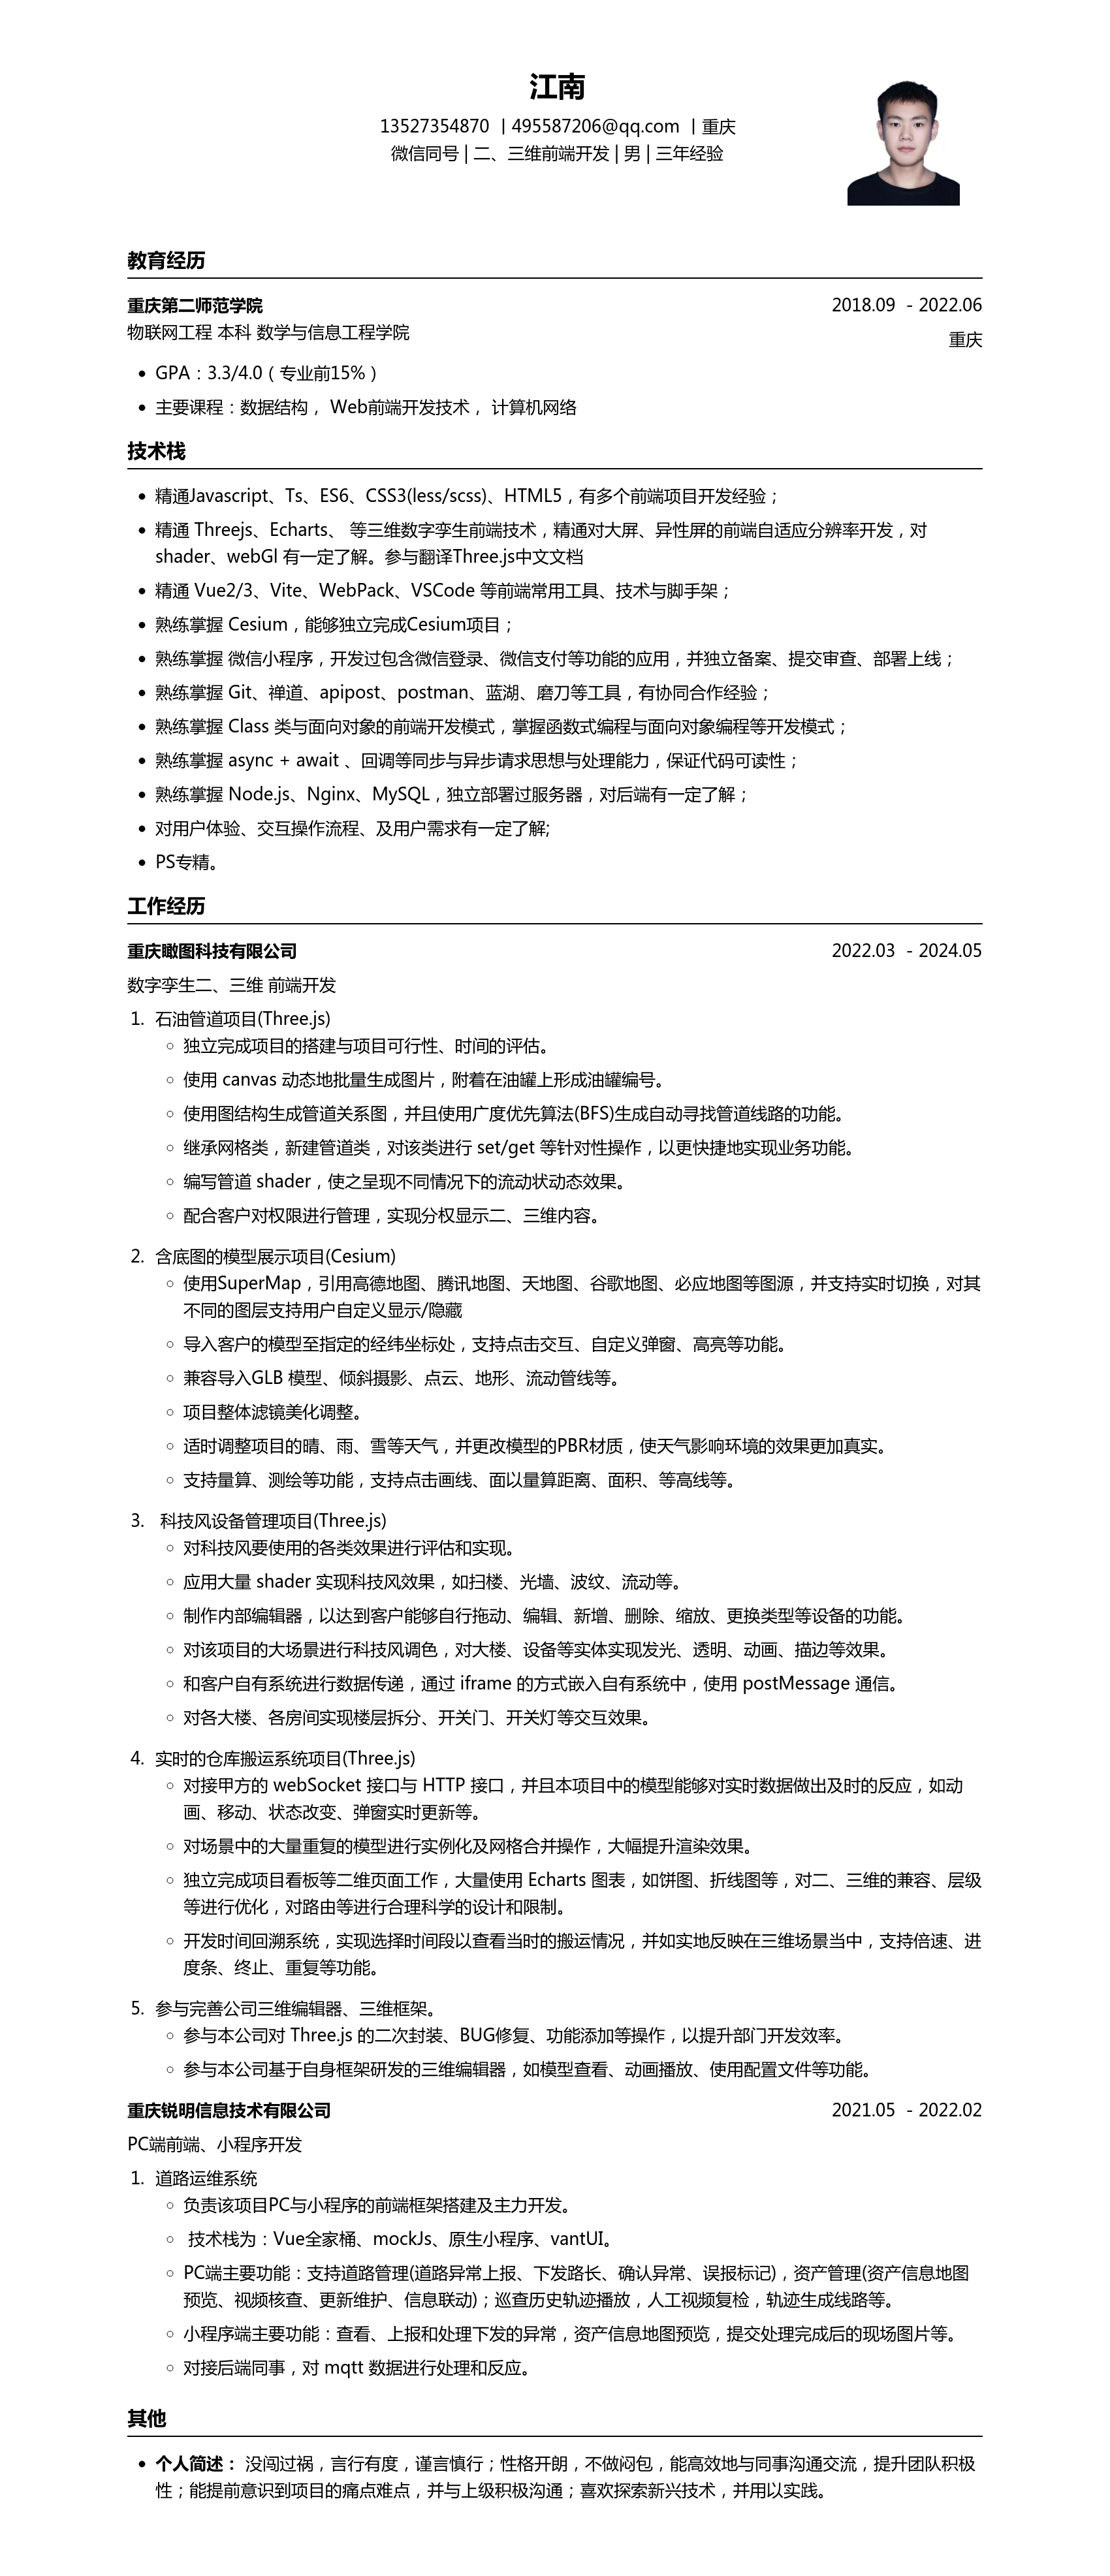 江南
13527354870 | 495587206@qq.com | 重庆
微信同号 | 二、三维前端开发 | 男 | 三年经验
教育经历
重庆第二师范学院 2018.09 - 2022.06
物联网工程 本科 数学与信息工程学院
重庆
• GPA：3.3/4.0（专业前15%）
• 主要课程：数据结构， Web前端开发技术， 计算机网络
技术栈
• 精通Javascript、Ts、ES6、CSS3(less/scss)、HTML5，有多个前端项目开发经验；
• 精通 Threejs、Echarts、 等三维数字孪生前端技术，精通对大屏、异性屏的前端自适应分辨率开发，对
shader、webGl 有一定了解。参与翻译Three.js中文文档
• 精通 Vue2/3、Vite、WebPack、VSCode 等前端常用工具、技术与脚手架；
• 熟练掌握 Cesium，能够独立完成Cesium项目；
• 熟练掌握 微信小程序，开发过包含微信登录、微信支付等功能的应用，并独立备案、提交审查、部署上线；
• 熟练掌握 Git、禅道、apipost、postman、蓝湖、磨刀等工具，有协同合作经验；
• 熟练掌握 Class 类与面向对象的前端开发模式，掌握函数式编程与面向对象编程等开发模式；
• 熟练掌握 async + await 、回调等同步与异步请求思想与处理能力，保证代码可读性；
• 熟练掌握 Node.js、Nginx、MySQL，独立部署过服务器，对后端有一定了解；
• 对用户体验、交互操作流程、及用户需求有一定了解;
• PS专精。
工作经历
重庆瞰图科技有限公司 2022.03 - 2024.05
数字孪生二、三维 前端开发
1. 石油管道项目(Three.js)
○ 独立完成项目的搭建与项目可行性、时间的评估。
○ 使用 canvas 动态地批量生成图片，附着在油罐上形成油罐编号。
○ 使用图结构生成管道关系图，并且使用广度优先算法(BFS)生成自动寻找管道线路的功能。
○ 继承网格类，新建管道类，对该类进行 set/get 等针对性操作，以更快捷地实现业务功能。
○ 编写管道 shader，使之呈现不同情况下的流动状动态效果。
○ 配合客户对权限进行管理，实现分权显示二、三维内容。
2. 含底图的模型展示项目(Cesium)
○ 使用SuperMap，引用高德地图、腾讯地图、天地图、谷歌地图、必应地图等图源，并支持实时切换，对其
不同的图层支持用户自定义显示/隐藏
○ 导入客户的模型至指定的经纬坐标处，支持点击交互、自定义弹窗、高亮等功能。
○ 兼容导入GLB 模型、倾斜摄影、点云、地形、流动管线等。
○ 项目整体滤镜美化调整。
○ 适时调整项目的晴、雨、雪等天气，并更改模型的PBR材质，使天气影响环境的效果更加真实。
○ 支持量算、测绘等功能，支持点击画线、面以量算距离、面积、等高线等。
3. 科技风设备管理项目(Three.js)
○ 对科技风要使用的各类效果进行评估和实现。
○ 应用大量 shader 实现科技风效果，如扫楼、光墙、波纹、流动等。
○ 制作内部编辑器，以达到客户能够自行拖动、编辑、新增、删除、缩放、更换类型等设备的功能。
○ 对该项目的大场景进行科技风调色，对大楼、设备等实体实现发光、透明、动画、描边等效果。
○ 和客户自有系统进行数据传递，通过 iframe 的方式嵌入自有系统中，使用 postMessage 通信。
○ 对各大楼、各房间实现楼层拆分、开关门、开关灯等交互效果。
4. 实时的仓库搬运系统项目(Three.js)
○ 对接甲方的 webSocket 接口与 HTTP 接口，并且本项目中的模型能够对实时数据做出及时的反应，如动
画、移动、状态改变、弹窗实时更新等。
○ 对场景中的大量重复的模型进行实例化及网格合并操作，大幅提升渲染效果。
○ 独立完成项目看板等二维页面工作，大量使用 Echarts 图表，如饼图、折线图等，对二、三维的兼容、层级
等进行优化，对路由等进行合理科学的设计和限制。
○ 开发时间回溯系统，实现选择时间段以查看当时的搬运情况，并如实地反映在三维场景当中，支持倍速、进
度条、终止、重复等功能。
5. 参与完善公司三维编辑器、三维框架。
○ 参与本公司对 Three.js 的二次封装、BUG修复、功能添加等操作，以提升部门开发效率。
○ 参与本公司基于自身框架研发的三维编辑器，如模型查看、动画播放、使用配置文件等功能。
重庆锐明信息技术有限公司 2021.05 - 2022.02
PC端前端、小程序开发
1. 道路运维系统
○ 负责该项目PC与小程序的前端框架搭建及主力开发。
○ 技术栈为：Vue全家桶、mockJs、原生小程序、vantUI。
○ PC端主要功能：支持道路管理(道路异常上报、下发路长、确认异常、误报标记)，资产管理(资产信息地图
预览、视频核查、更新维护、信息联动)；巡查历史轨迹播放，人工视频复检，轨迹生成线路等。
○ 小程序端主要功能：查看、上报和处理下发的异常，资产信息地图预览，提交处理完成后的现场图片等。
○ 对接后端同事，对 mqtt 数据进行处理和反应。
其他
• 个人简述： 没闯过祸，言行有度，谨言慎行；性格开朗，不做闷包，能高效地与同事沟通交流，提升团队积极
性；能提前意识到项目的痛点难点，并与上级积极沟通；喜欢探索新兴技术，并用以实践。